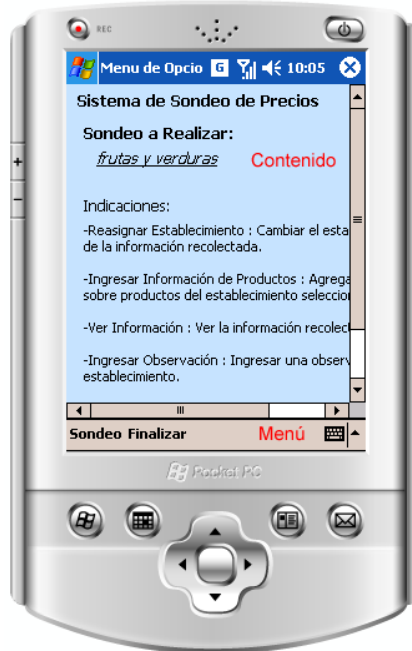 REC
Menu de Opcio G 10:05
Sistema de Sondeo de Precios
Sondeo a Realizar:
frutas y verduras Contenido
Indicaciones:
-Reasignar Establecimiento : Cambiar el esta
de la información recolectada.
-Ingresar Información de Productos : Agrega
sobre productos del establecimiento seleccio
-Ver Información : Ver la información recolect
-Ingresar Observación : Ingresar una observ
establecimiento.
Sondeo Finalizar Menú
Pocket PC